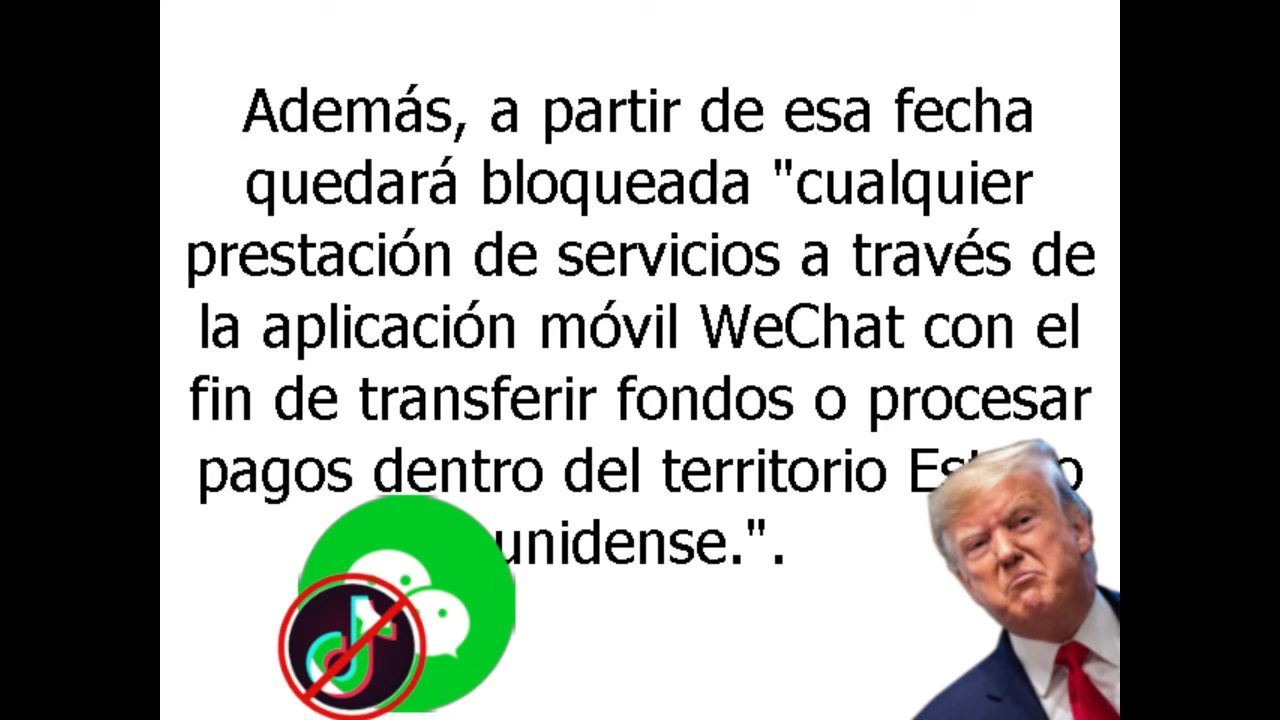 Además, a partir de esa fecha
quedará bloqueada "cualquier
prestación de servicios a través de
la aplicación móvil WeChat con el
fin de transferir fondos o procesar
pagos dentro del territorio
unidense.".